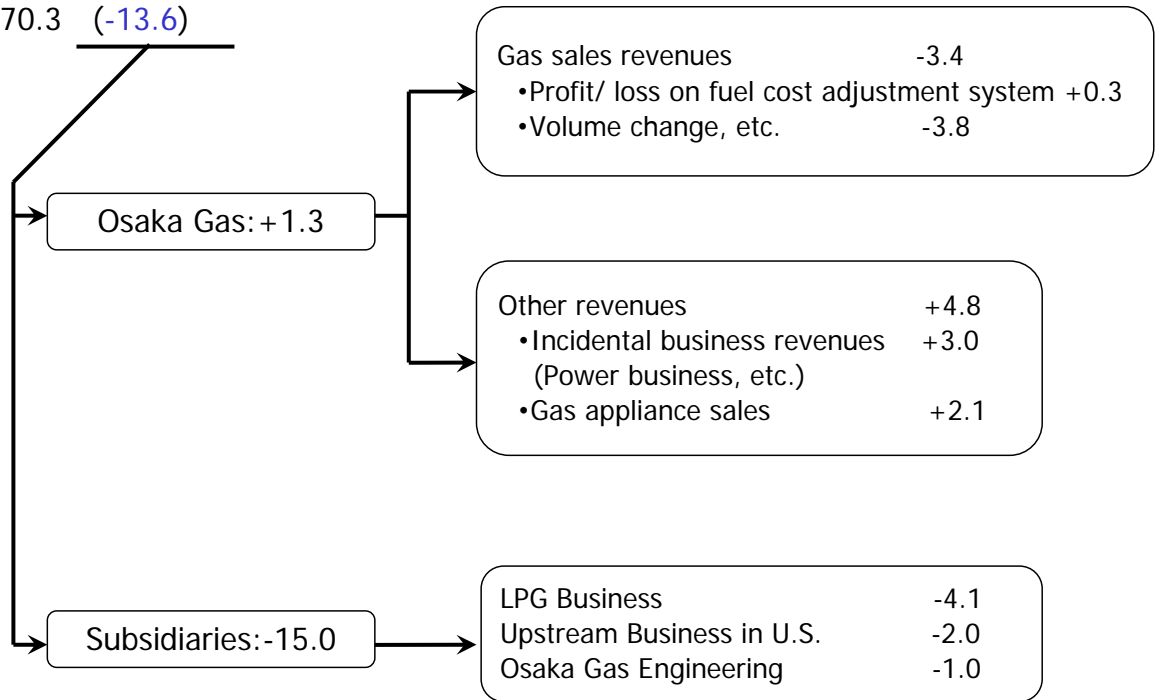 70.3 (-13.6)
Gas sales revenues -3.4
•Profit/ loss on fuel cost adjustment system +0.3
•Volume change, etc. -3.8
Osaka Gas:+1.3
Other revenues +4.8
•Incidental business revenues +3.0
(Power business, etc.)
•Gas appliance sales +2.1
Subsidiaries:-15.0
LPG Business -4.1
Upstream Business in U.S. -2.0
Osaka Gas Engineering -1.0